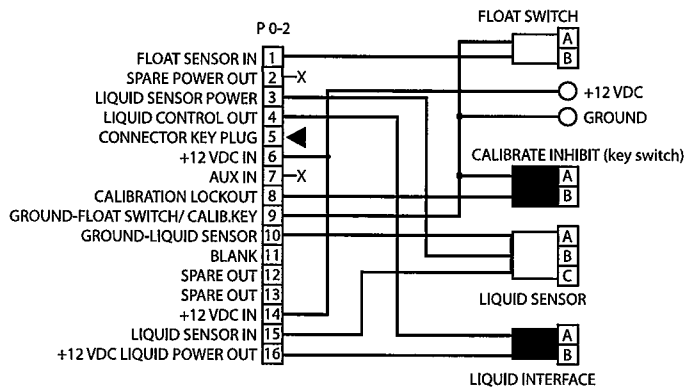 FLOAT SWITCH
P 0-2
A
FLOAT SENSOR IN 1 B
SPARE POWER OUT 2 X
LIQUID SENSOR POWER 3 +12 VDC
LIQUID CONTROL OUT 4 GROUND
CONNECTOR KEY PLUG 5
+12 VDC IN 6 CALIBRATE INHIBIT (key switch)
AUX IN 7 X A
CALIBRATION LOCKOUT 8 B
GROUND-FLOAT SWITCH/ CALIB.KEY 9
GROUND-LIQUID SENSOR 10 A
BLANK 11 B
SPARE OUT 12 C
SPARE OUT 13 LIQUID SENSOR
+12 VDC IN 14
LIQUID SENSOR IN 15 A
+12 VDC LIQUID POWER OUT 16 B
LIQUID INTERFACE